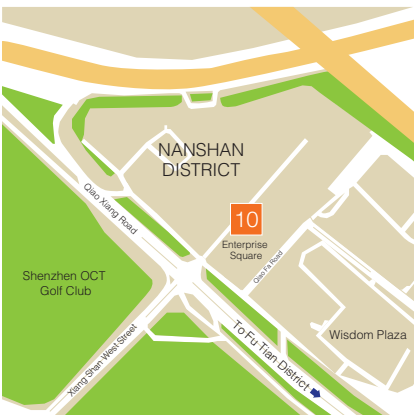 NANSHAN
DISTRICT
Qiao Xiang Road
10
Enterprise
Square
Qiao Fa Road
Shenzhen OCT
Golf Club
Xiang Shan West Street
To Fu Tian District
Wisdom Plaza